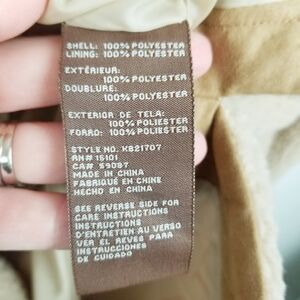 SHELL: 100% POLYESTER
LINING: 100% POLYESTER
EXTÉRIEUR:
100% POLYESTER
DOUBLURE:
100% POLYESTER
EXTERIOR DE TELA:
100% POLIESTER
FORRO: 100% POLIESTER
STYLE NO. K821707
RN# 15101
CA# 59087
MADE IN CHINA
FABRIQUÉ EN CHINE
HECHO EN CHINA
SEE REVERSE SIDE FOR
CARE INSTRUCTIONS
INSTRUCTIONS
D'ENTRETIEN AU VERSO
VER EL REVES PARA
INSTRUCCIONES
DE CUIDADO